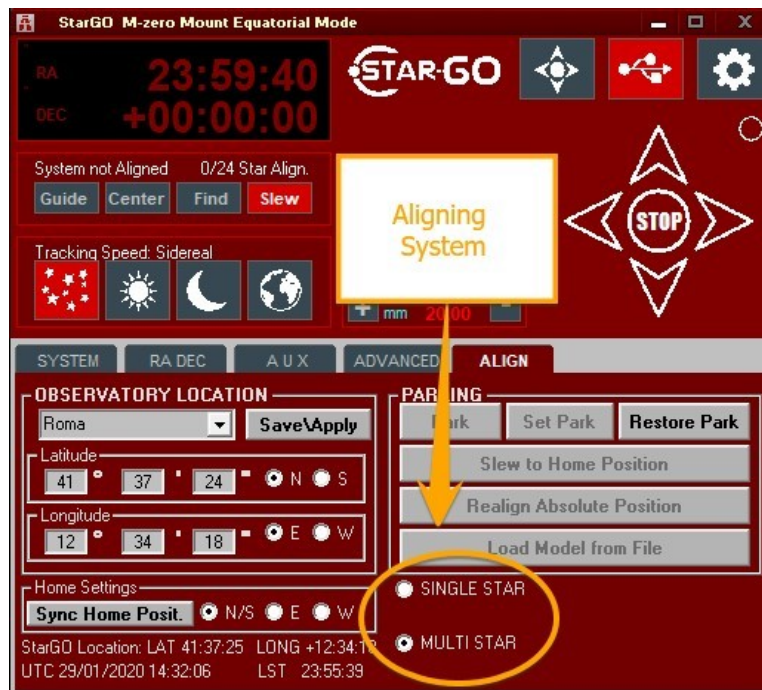 StarGO M-zero Mount Equatorial Mode
RA 23:59:40
DEC +00:00:00
STAR GO
System not Aligned 0/24 Star Align.
Guide Center Find Slew
Aligning
System
STOP
Tracking Speed: Sidereal
+ mm 20.00 -
SYSTEM RA DEC A U X ADVANCED ALIGN
OBSERVATORY LOCATION
Roma Save\Apply
Latitude
41 ° 37 ' 24 " N S
Longitude
12 ° 34 ' 18 " E W
Home Settings
Sync Home Posit. N/S E W
StarGO Location: LAT 41:37:25 LONG +12:34:18
UTC 29/01/2020 14:32:06 LST 23:55:39
PARKING
Park Set Park Restore Park
Slew to Home Position
Realign Absolute Position
Load Model from File
SINGLE STAR
MULTI STAR